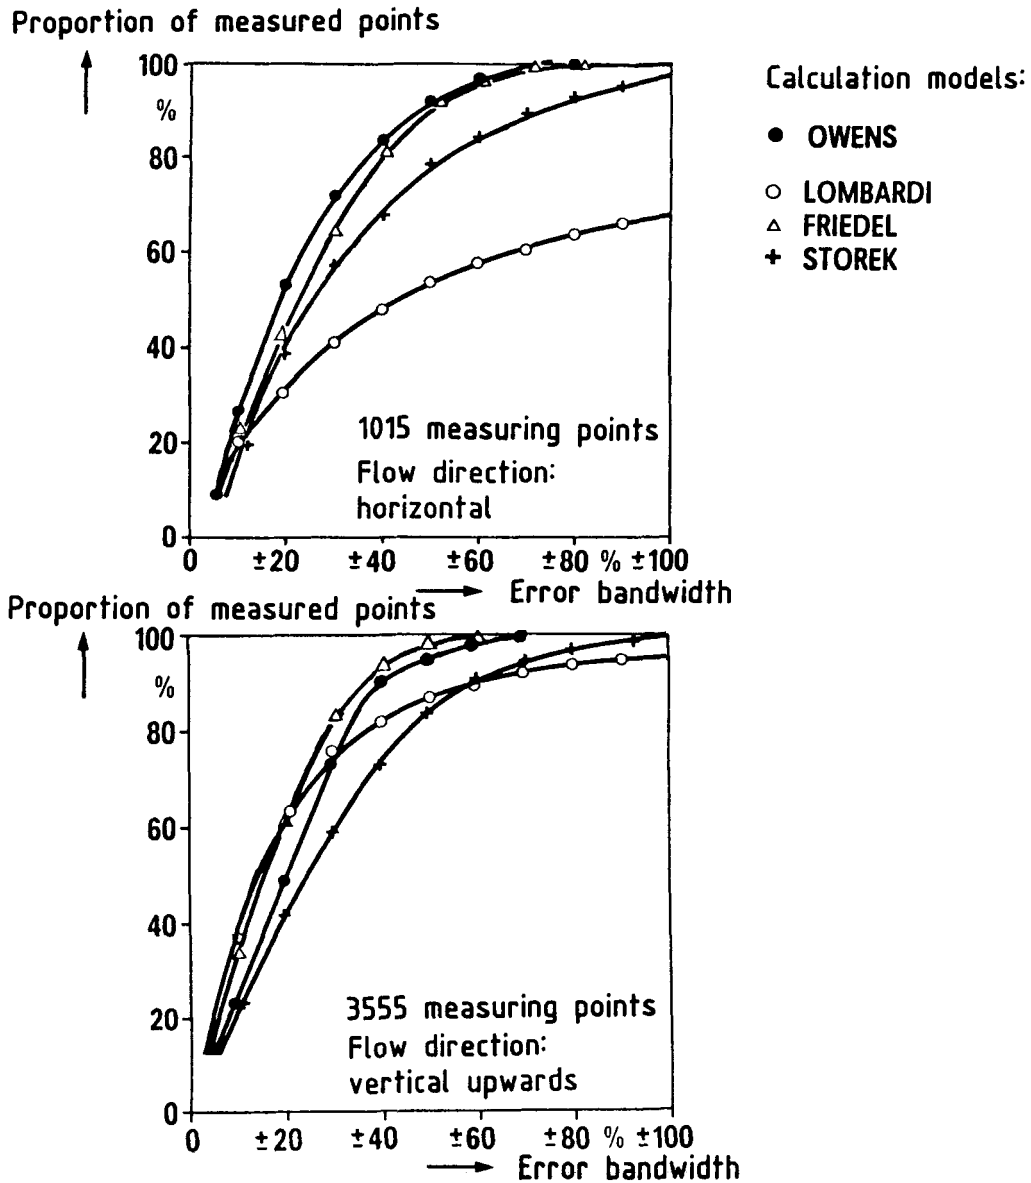 Proportion of measured points
100
%
80
60
40
20
0
0 ±20 ±40 ±60 ±80 % ±100
Error bandwidth
1015 measuring points
Flow direction:
horizontal
Calculation models:
OWENS
LOMBARDI
FRIEDEL
STOREK
Proportion of measured points
100
%
80
60
40
20
0
0 ±20 ±40 ±60 ±80 % ±100
Error bandwidth
3555 measuring points
Flow direction:
vertical upwards